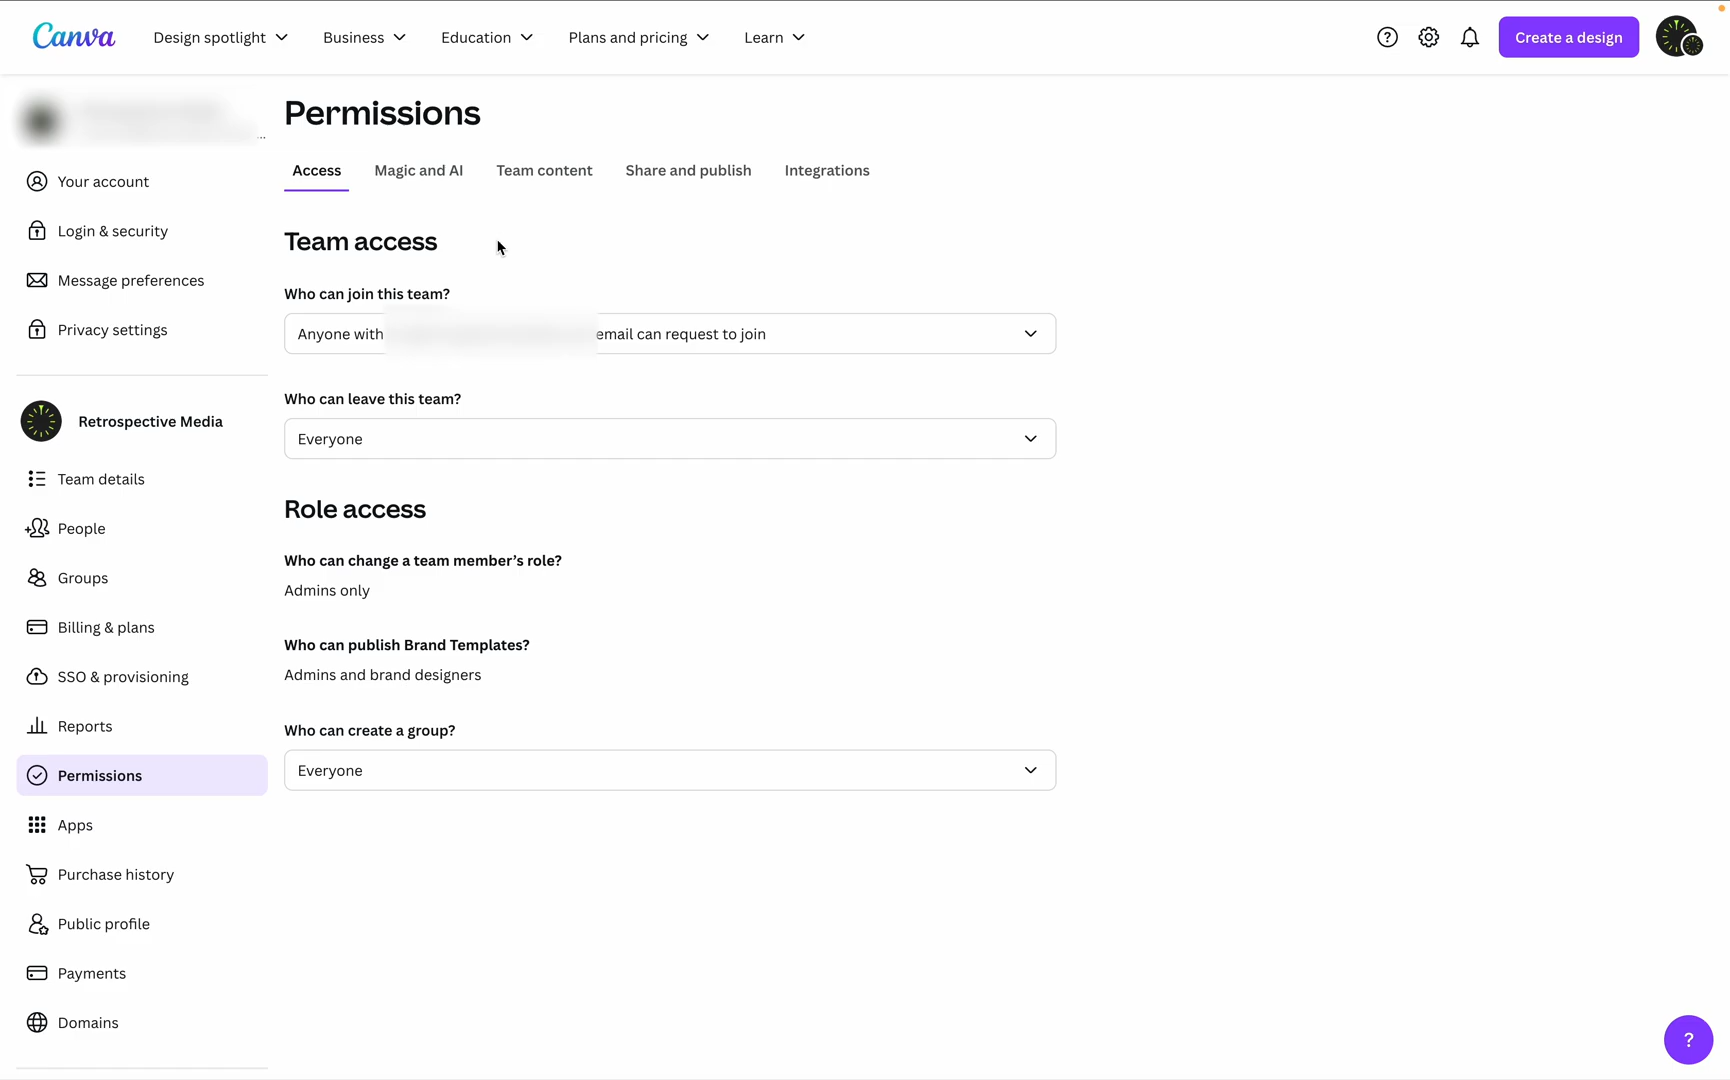 Canva
Design spotlight
Business
Education
Plans and pricing
Learn
?
Create a design
...
Your account
Login & security
Message preferences
Privacy settings
Retrospective Media
Team details
People
Groups
Billing & plans
SSO & provisioning
Reports
Permissions
Apps
Purchase history
Public profile
Payments
Domains
Permissions
Access
Magic and AI
Team content
Share and publish
Integrations
Team access
Who can join this team?
Anyone with email can request to join
Who can leave this team?
Everyone
Role access
Who can change a team member’s role?
Admins only
Who can publish Brand Templates?
Admins and brand designers
Who can create a group?
Everyone
?